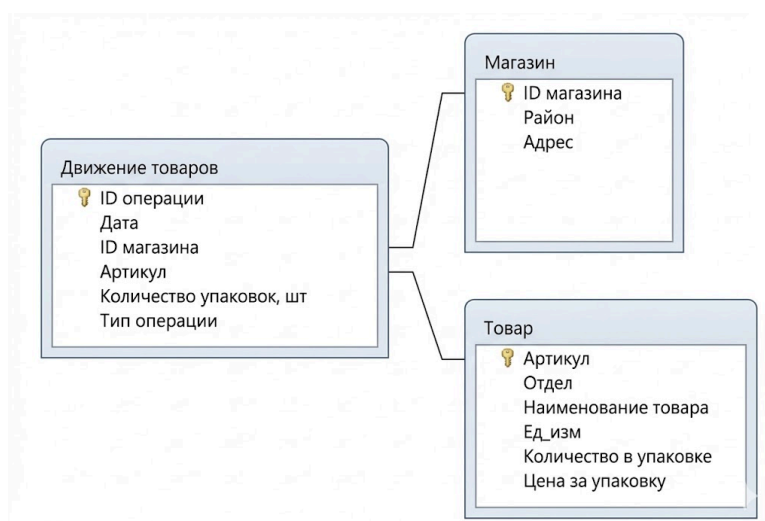 Магазин
ID магазина
Район
Адрес
Движение товаров
ID операции
Дата
ID магазина
Артикул
Количество упаковок, шт
Тип операции
Товар
Артикул
Отдел
Наименование товара
Ед_изм
Количество в упаковке
Цена за упаковку